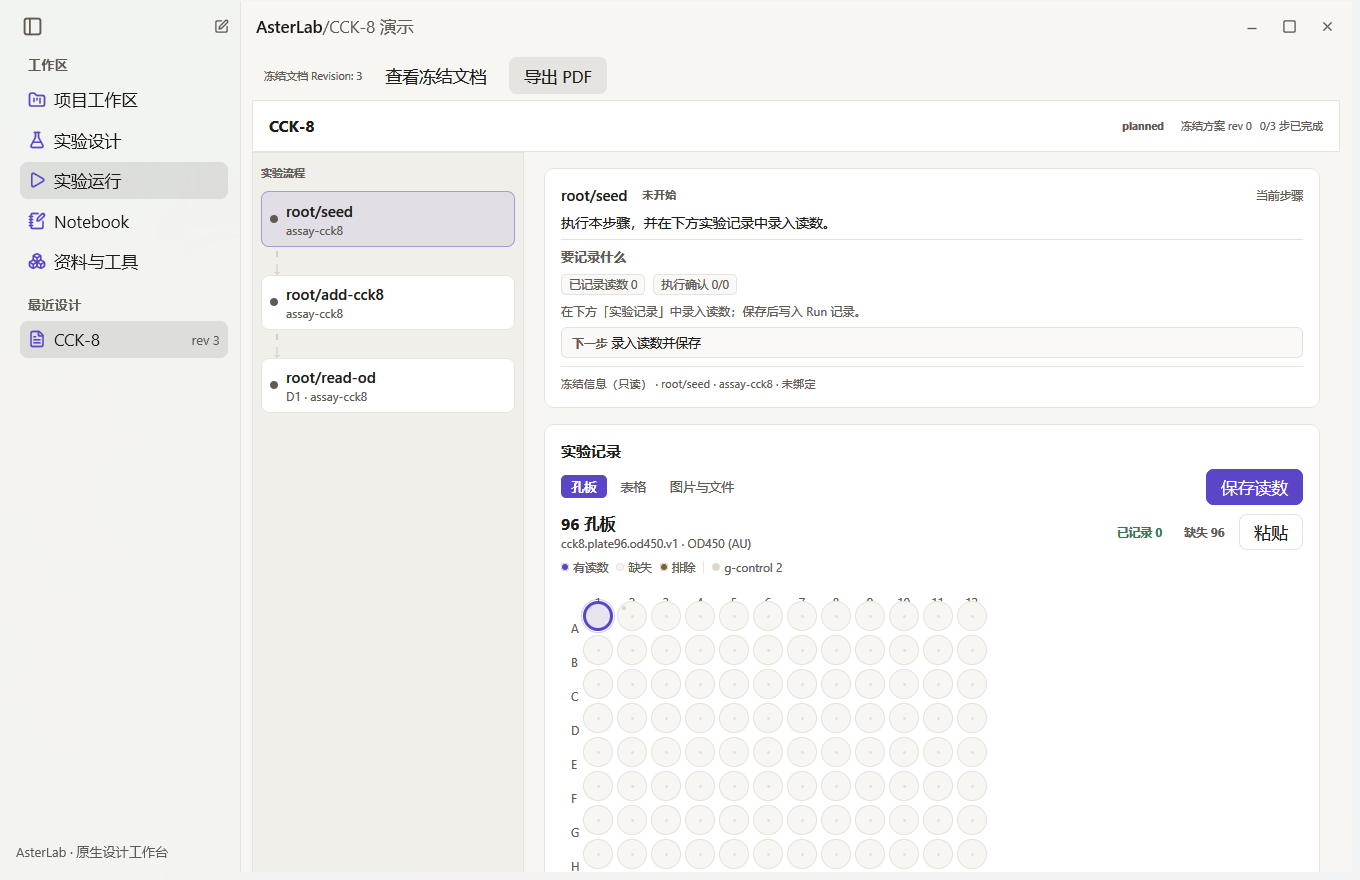 AsterLab/CCK-8 演示
工作区
项目工作区
实验设计
实验运行
Notebook
资料与工具
最近设计
CCK-8 rev 3
AsterLab · 原生设计工作台
冻结文档 Revision: 3 查看冻结文档 导出 PDF
CCK-8 planned 冻结方案 rev 0 0/3 步已完成
实验流程
root/seed
assay-cck8
root/add-cck8
assay-cck8
root/read-od
D1 · assay-cck8
root/seed 未开始 当前步骤
执行本步骤，并在下方实验记录中录入读数。
要记录什么
已记录读数 0 执行确认 0/0
在下方「实验记录」中录入读数；保存后写入 Run 记录。
下一步 录入读数并保存
冻结信息（只读） · root/seed · assay-cck8 · 未绑定
实验记录
孔板 表格 图片与文件 保存读数
96 孔板 已记录 0 缺失 96 粘贴
cck8.plate96.od450.v1 · OD450 (AU)
有读数 缺失 排除 g-control 2
1 2 3 4 5 6 7 8 9 10 11 12
A
B
C
D
E
F
G
H